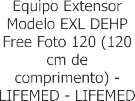 Equipo Extensor
Modelo EXL DEHP
Free Foto 120 (120
cm de
comprimento) -
LIFEMED - LIFEMED